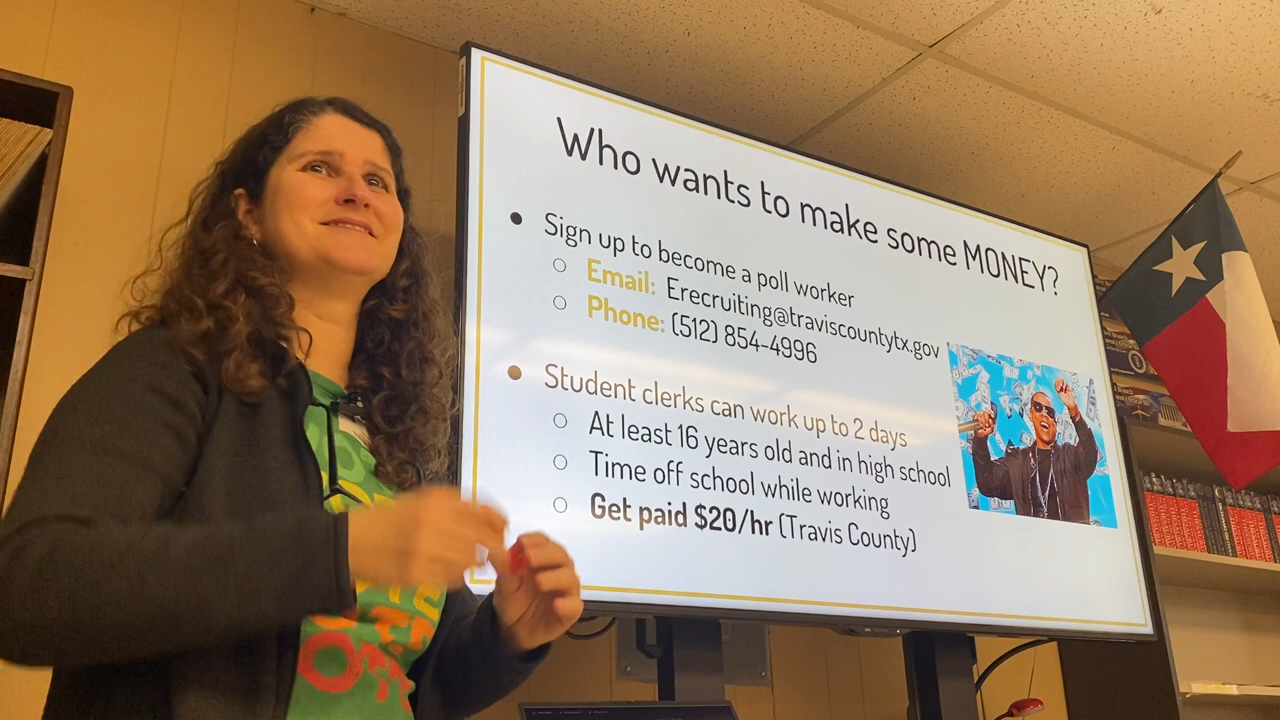 Who wants to make some MONEY?
Sign up to become a poll worker
Email: Erecruiting@traviscountytx.gov
Phone: (512) 854-4996
Student clerks can work up to 2 days
At least 16 years old and in high school
Time off school while working
Get paid $20/hr (Travis County)